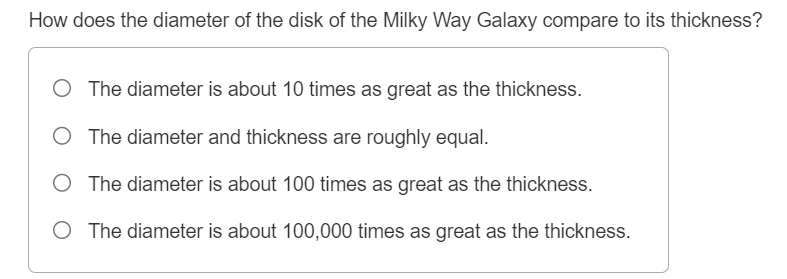 How does the diameter of the disk of the Milky Way Galaxy compare to its thickness?
The diameter is about 10 times as great as the thickness.
The diameter and thickness are roughly equal.
The diameter is about 100 times as great as the thickness.
The diameter is about 100,000 times as great as the thickness.